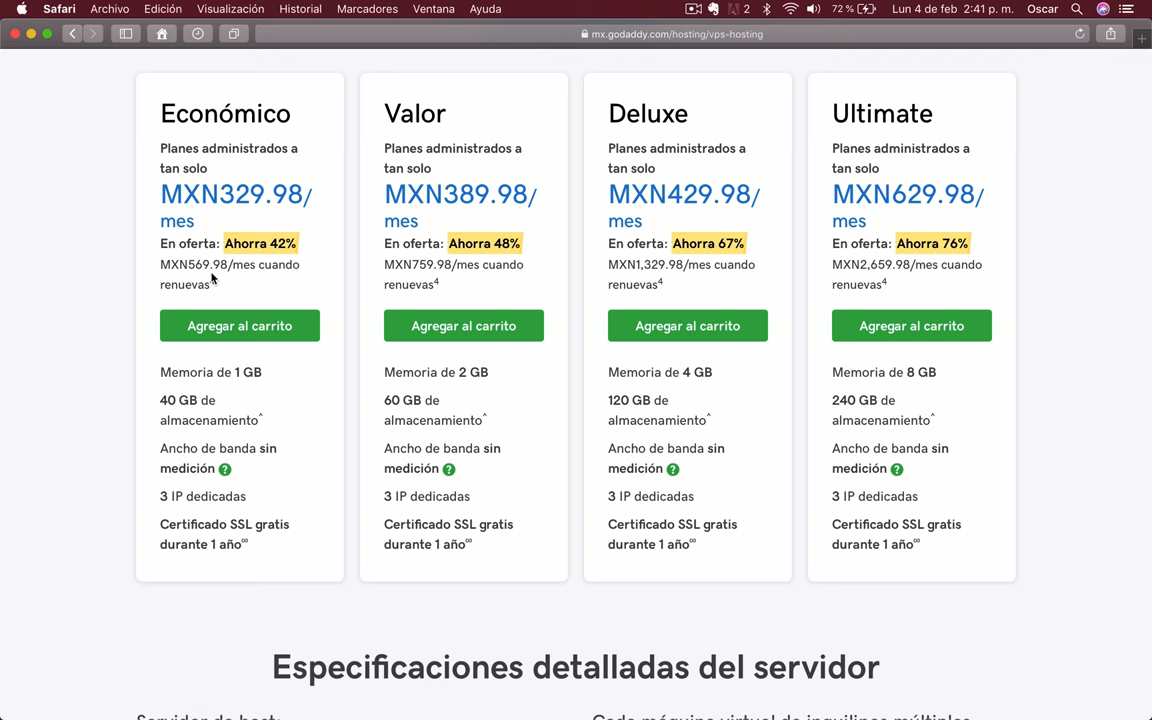 Safari Archivo Edición Visualización Historial Marcadores Ventana Ayuda 2 72 % Lun 4 de feb 2:41 p. m. Oscar
mx.godaddy.com/hosting/vps-hosting
Económico
Planes administrados a
tan solo
MXN329.98/
mes
En oferta: Ahorra 42%
MXN569.98/mes cuando
renuevas⁴
Agregar al carrito
Memoria de 1 GB
40 GB de
almacenamiento^
Ancho de banda sin
medición ?
3 IP dedicadas
Certificado SSL gratis
durante 1 año∞
Valor
Planes administrados a
tan solo
MXN389.98/
mes
En oferta: Ahorra 48%
MXN759.98/mes cuando
renuevas⁴
Agregar al carrito
Memoria de 2 GB
60 GB de
almacenamiento^
Ancho de banda sin
medición ?
3 IP dedicadas
Certificado SSL gratis
durante 1 año∞
Deluxe
Planes administrados a
tan solo
MXN429.98/
mes
En oferta: Ahorra 67%
MXN1,329.98/mes cuando
renuevas⁴
Agregar al carrito
Memoria de 4 GB
120 GB de
almacenamiento^
Ancho de banda sin
medición ?
3 IP dedicadas
Certificado SSL gratis
durante 1 año∞
Ultimate
Planes administrados a
tan solo
MXN629.98/
mes
En oferta: Ahorra 76%
MXN2,659.98/mes cuando
renuevas⁴
Agregar al carrito
Memoria de 8 GB
240 GB de
almacenamiento^
Ancho de banda sin
medición ?
3 IP dedicadas
Certificado SSL gratis
durante 1 año∞
Especificaciones detalladas del servidor
Servidor de host: Cada máquina virtual de inquilinos múltiples